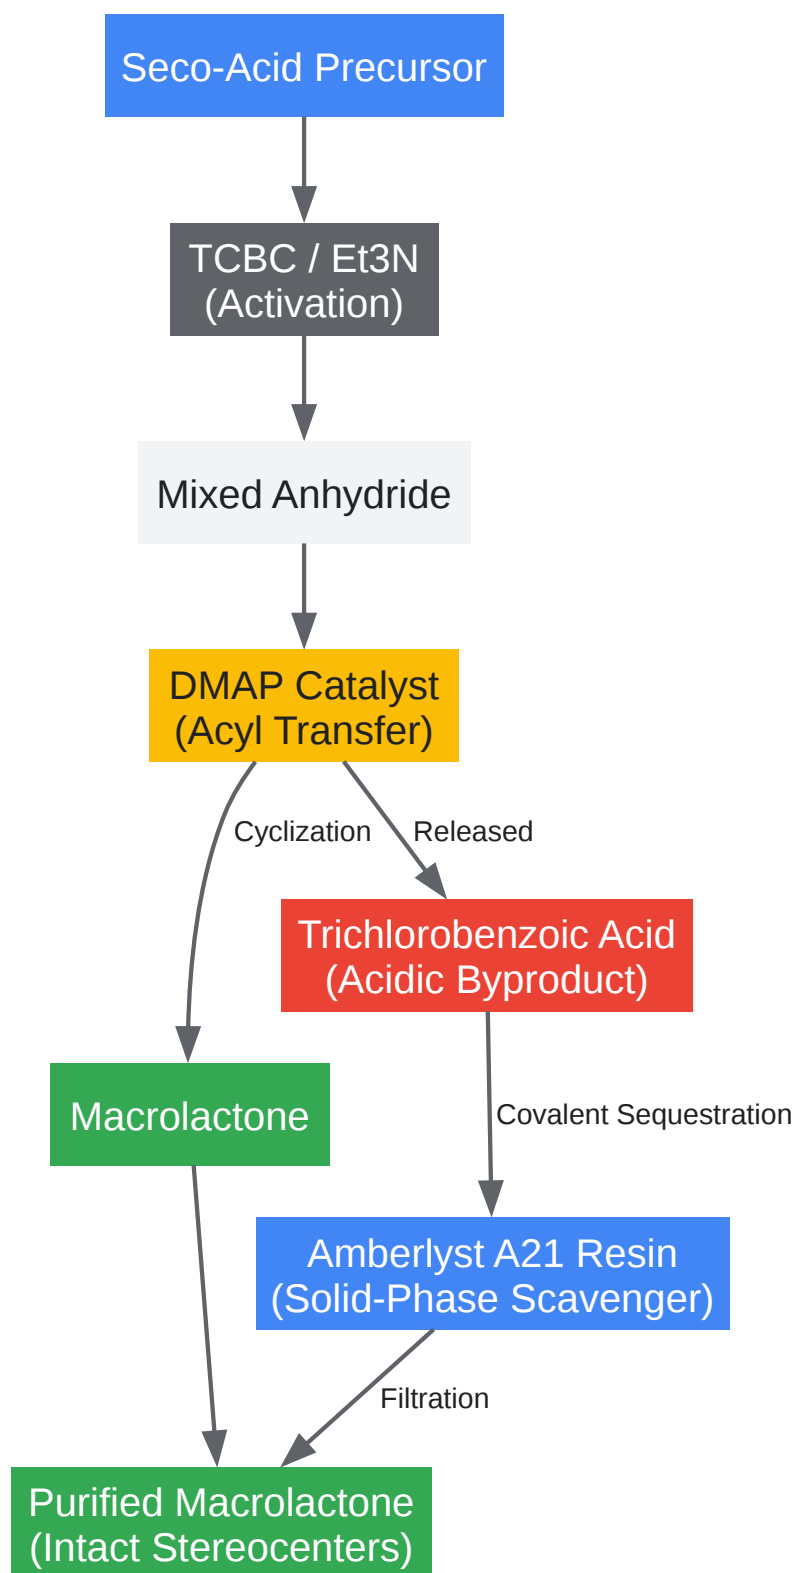 Seco-Acid Precursor
TCBC / Et3N
(Activation)
Mixed Anhydride
DMAP Catalyst
(Acyl Transfer)
Cyclization
Released
Trichlorobenzoic Acid
(Acidic Byproduct)
Macrolactone
Covalent Sequestration
Amberlyst A21 Resin
(Solid-Phase Scavenger)
Filtration
Purified Macrolactone
(Intact Stereocenters)